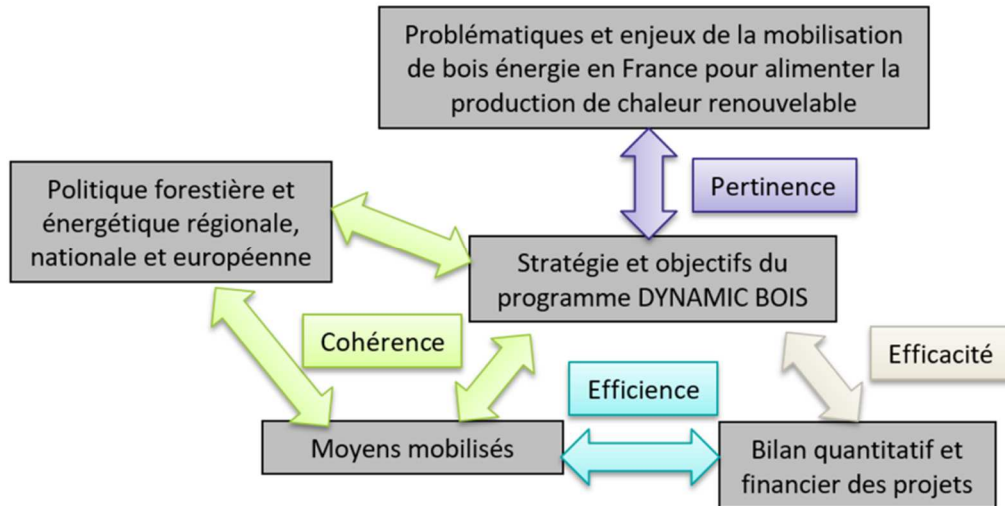 Problématiques et enjeux de la mobilisation
de bois énergie en France pour alimenter la
production de chaleur renouvelable
Pertinence
Politique forestière et
énergétique régionale,
nationale et européenne
Stratégie et objectifs du
programme DYNAMIC BOIS
Cohérence
Efficacité
Efficience
Moyens mobilisés
Bilan quantitatif et
financier des projets